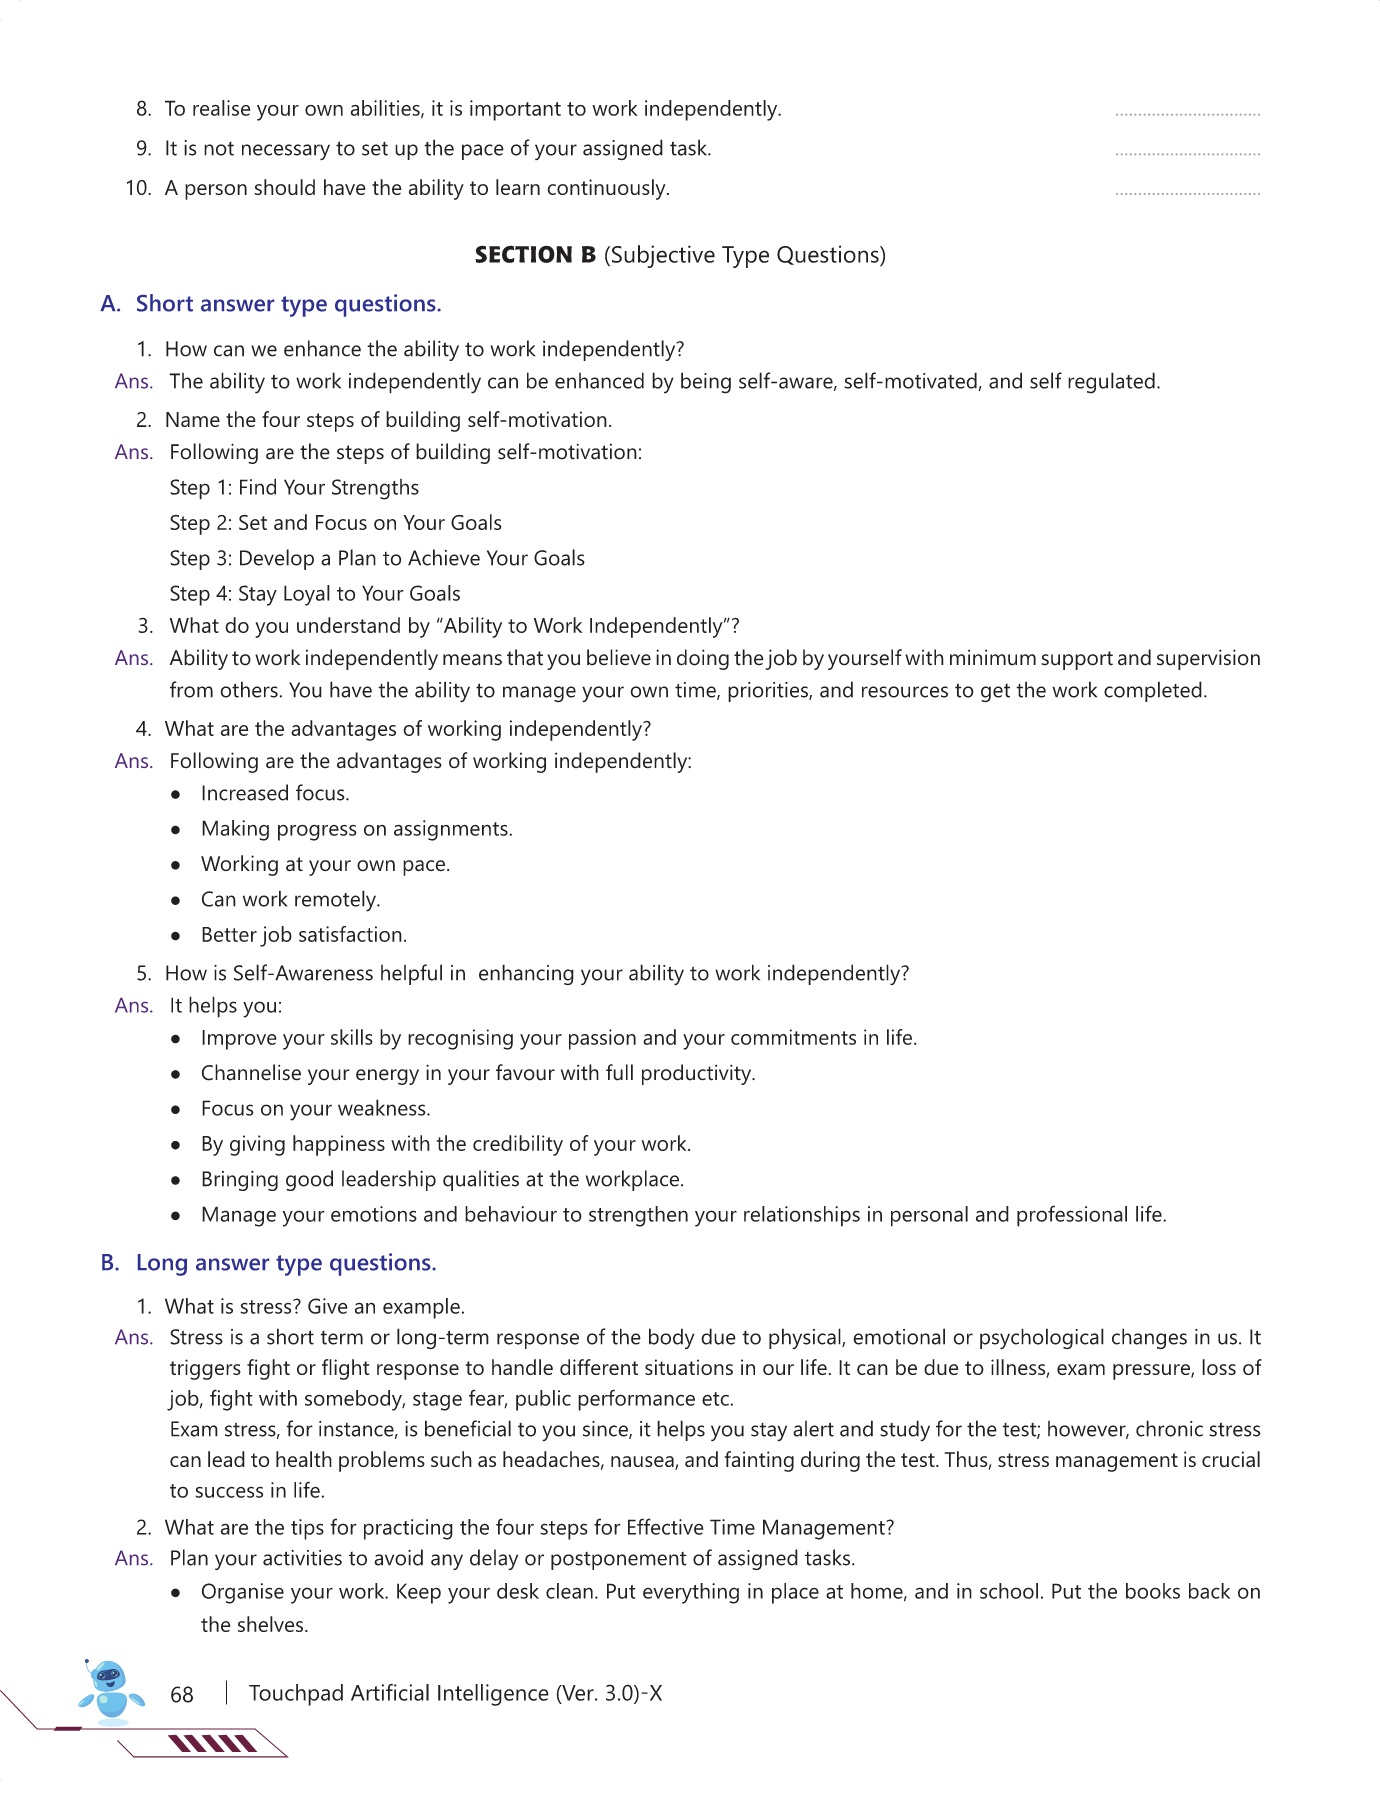 8. To realise your own abilities, it is important to work independently. ................................
9. It is not necessary to set up the pace of your assigned task. ................................
10. A person should have the ability to learn continuously. ................................
SECTION B (Subjective Type Questions)
A. Short answer type questions.
1. How can we enhance the ability to work independently?
Ans. The ability to work independently can be enhanced by being self-aware, self-motivated, and self regulated.
2. Name the four steps of building self-motivation.
Ans. Following are the steps of building self-motivation:
Step 1: Find Your Strengths
Step 2: Set and Focus on Your Goals
Step 3: Develop a Plan to Achieve Your Goals
Step 4: Stay Loyal to Your Goals
3. What do you understand by “Ability to Work Independently”?
Ans. Ability to work independently means that you believe in doing the job by yourself with minimum support and supervision
from others. You have the ability to manage your own time, priorities, and resources to get the work completed.
4. What are the advantages of working independently?
Ans. Following are the advantages of working independently:
● Increased focus.
● Making progress on assignments.
● Working at your own pace.
● Can work remotely.
● Better job satisfaction.
5. How is Self-Awareness helpful in enhancing your ability to work independently?
Ans. It helps you:
● Improve your skills by recognising your passion and your commitments in life.
● Channelise your energy in your favour with full productivity.
● Focus on your weakness.
● By giving happiness with the credibility of your work.
● Bringing good leadership qualities at the workplace.
● Manage your emotions and behaviour to strengthen your relationships in personal and professional life.
B. Long answer type questions.
1. What is stress? Give an example.
Ans. Stress is a short term or long-term response of the body due to physical, emotional or psychological changes in us. It
triggers fight or flight response to handle different situations in our life. It can be due to illness, exam pressure, loss of
job, fight with somebody, stage fear, public performance etc.
Exam stress, for instance, is beneficial to you since, it helps you stay alert and study for the test; however, chronic stress
can lead to health problems such as headaches, nausea, and fainting during the test. Thus, stress management is crucial
to success in life.
2. What are the tips for practicing the four steps for Effective Time Management?
Ans. Plan your activities to avoid any delay or postponement of assigned tasks.
● Organise your work. Keep your desk clean. Put everything in place at home, and in school. Put the books back on
the shelves.
68 | Touchpad Artificial Intelligence (Ver. 3.0)-X